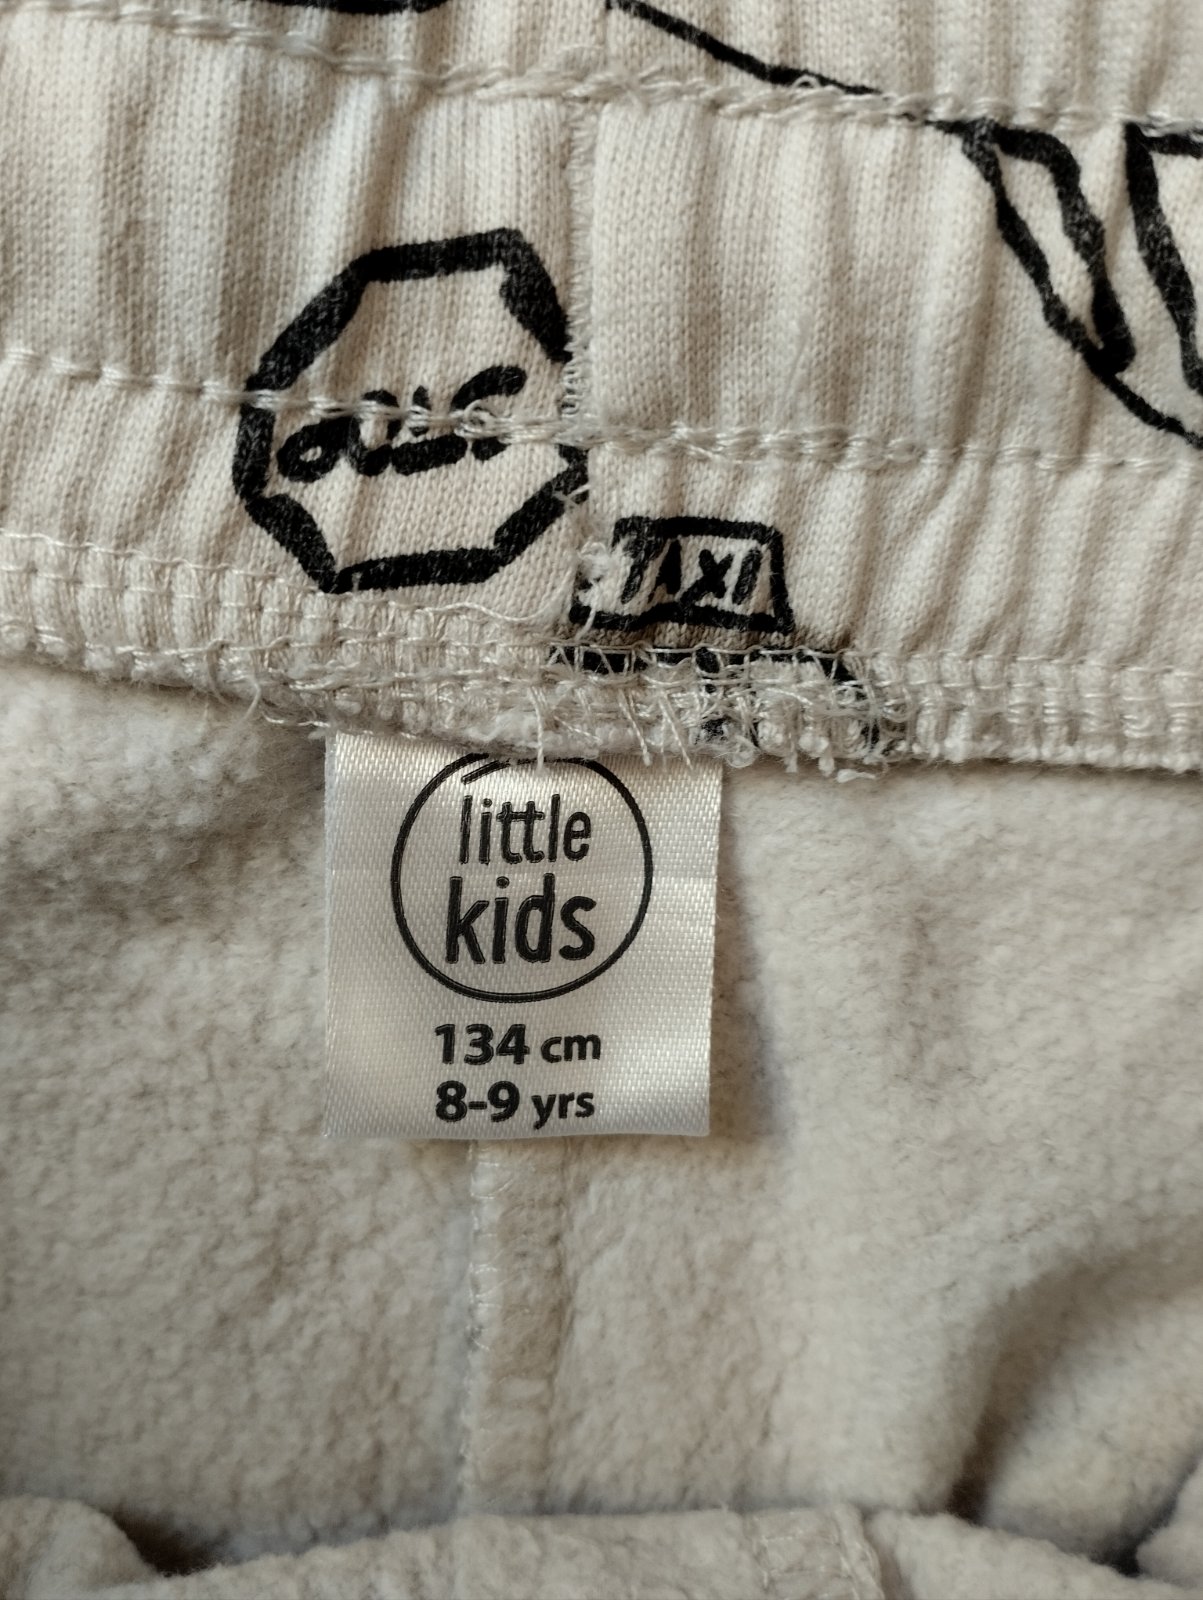 TAXI
little
kids
134 cm
8-9 yrs